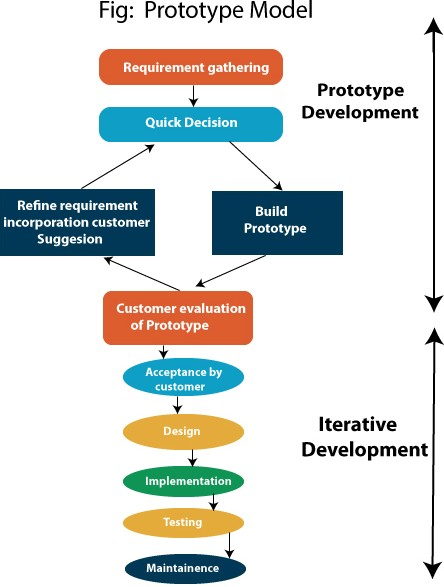 Fig: Prototype Model
Requirement gathering
Prototype
Development
Quick Decision
Refine requirement
incorporation customer
Suggesion
Build
Prototype
Customer evaluation
of Prototype
Acceptance by
customer
Iterative
Development
Design
Implementation
Testing
Maintainence